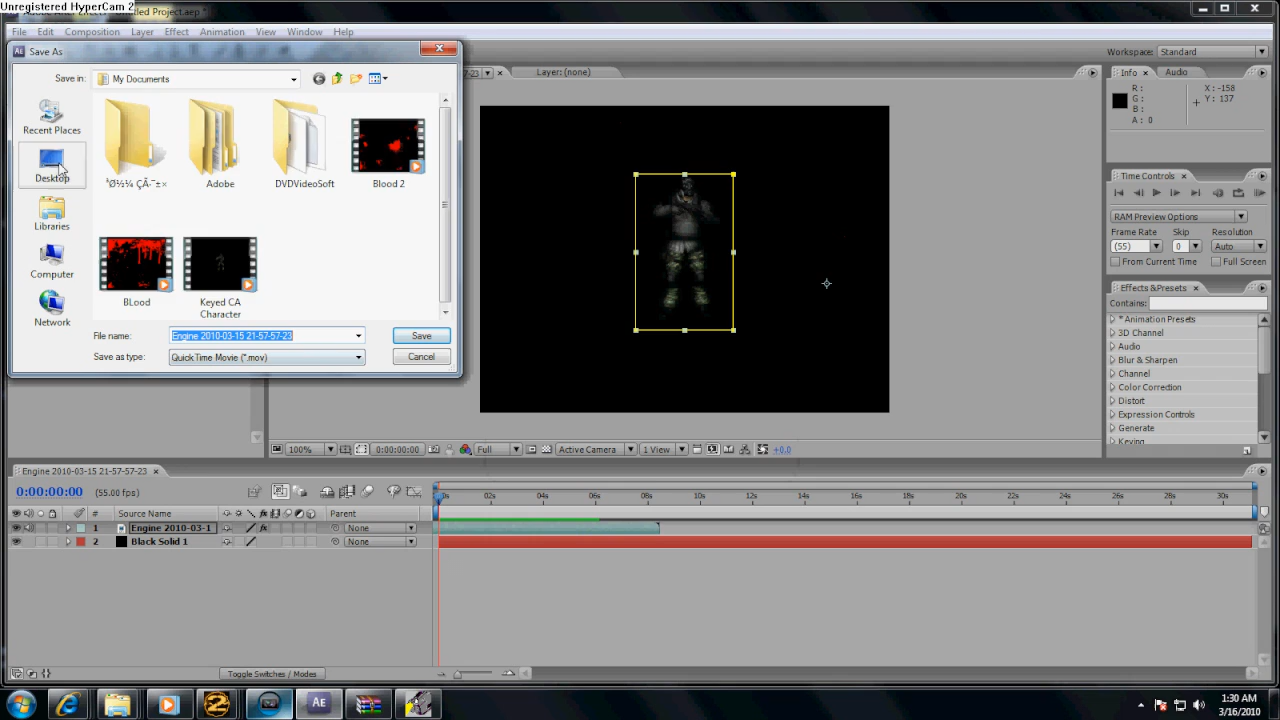 Unregistered HyperCam 2
Untitled Project.aep *
File Edit Composition Layer Effect Animation View Window Help
Save As
Workspace: Standard
Save in: My Documents
Layer: (none)
Info Audio
R : X : -158
G : Y : 137
B :
A : 0
Recent Places
Desktop
Libraries
Computer
Network
Adobe
DVDVideoSoft
Blood 2
BLood
Keyed CA Character
File name: Engine 2010-03-15 21-57-57-23 Save
Save as type: QuickTime Movie (*.mov) Cancel
Time Controls
RAM Preview Options
Frame Rate Skip Resolution
(55) 0 Auto
From Current Time Full Screen
Effects & Presets
Contains:
* Animation Presets
3D Channel
Audio
Blur & Sharpen
Channel
Color Correction
Distort
Expression Controls
Generate
Keying
100% 0:00:00:00 Full Active Camera 1 View +0.0
Engine 2010-03-15 21-57-57-23
0:00:00:00 (55.00 fps)
02s 04s 06s 08s 10s 12s 14s 16s 18s 20s 22s 24s 26s 28s 30s
# Source Name Parent
1 Engine 2010-03-1 None
2 Black Solid 1 None
Toggle Switches / Modes
1:30 AM
3/16/2010